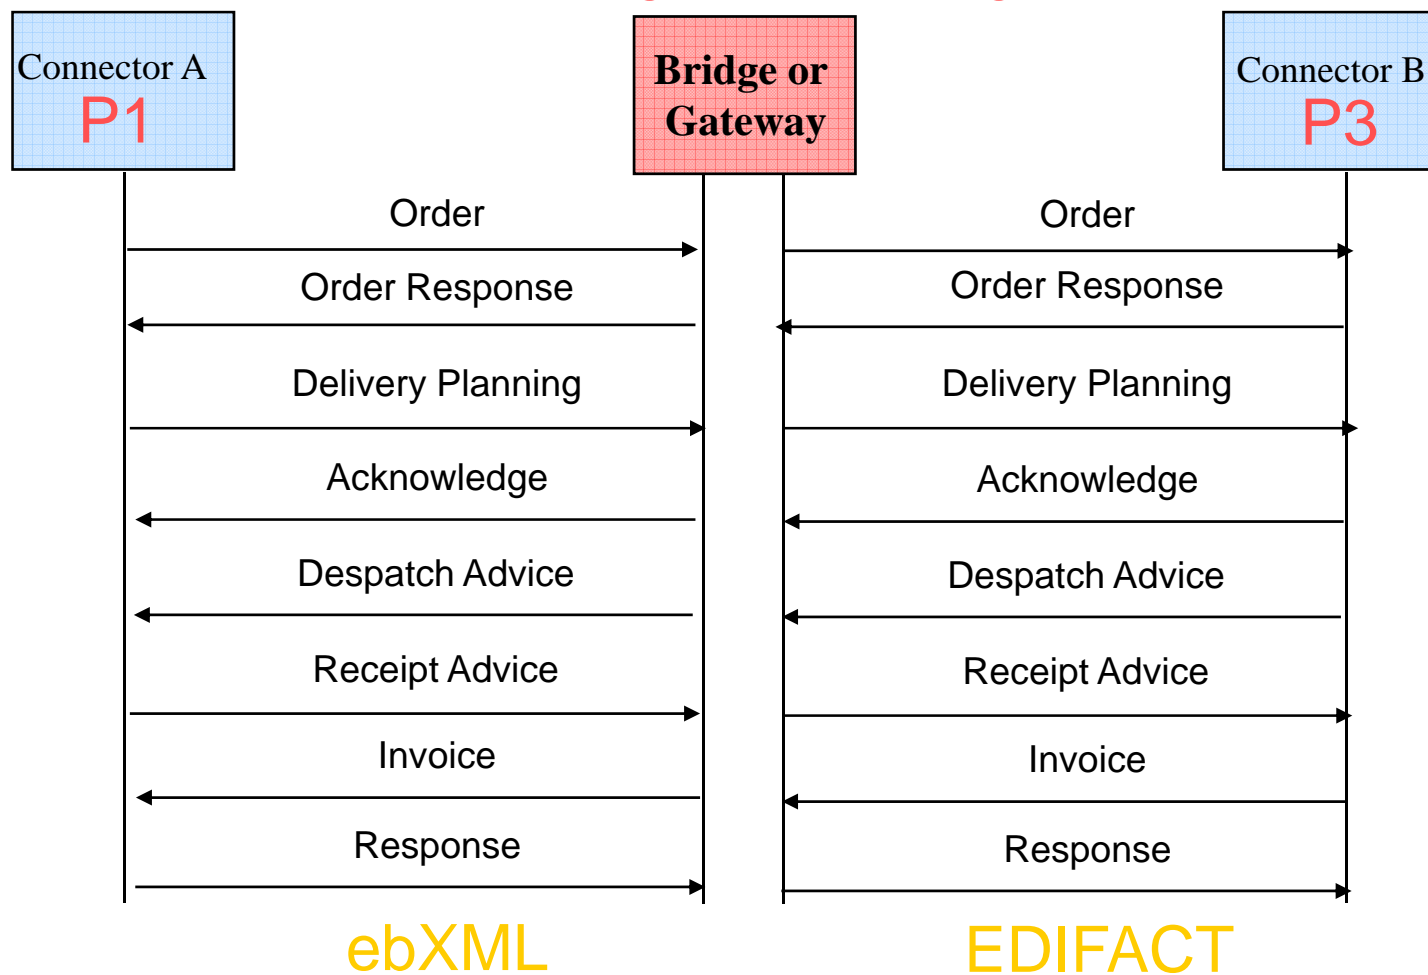 Connector A
P1
Bridge or
Gateway
Connector B
P3
Order
Order
Order Response
Order Response
Delivery Planning
Delivery Planning
Acknowledge
Acknowledge
Despatch Advice
Despatch Advice
Receipt Advice
Receipt Advice
Invoice
Invoice
Response
Response
ebXML
EDIFACT